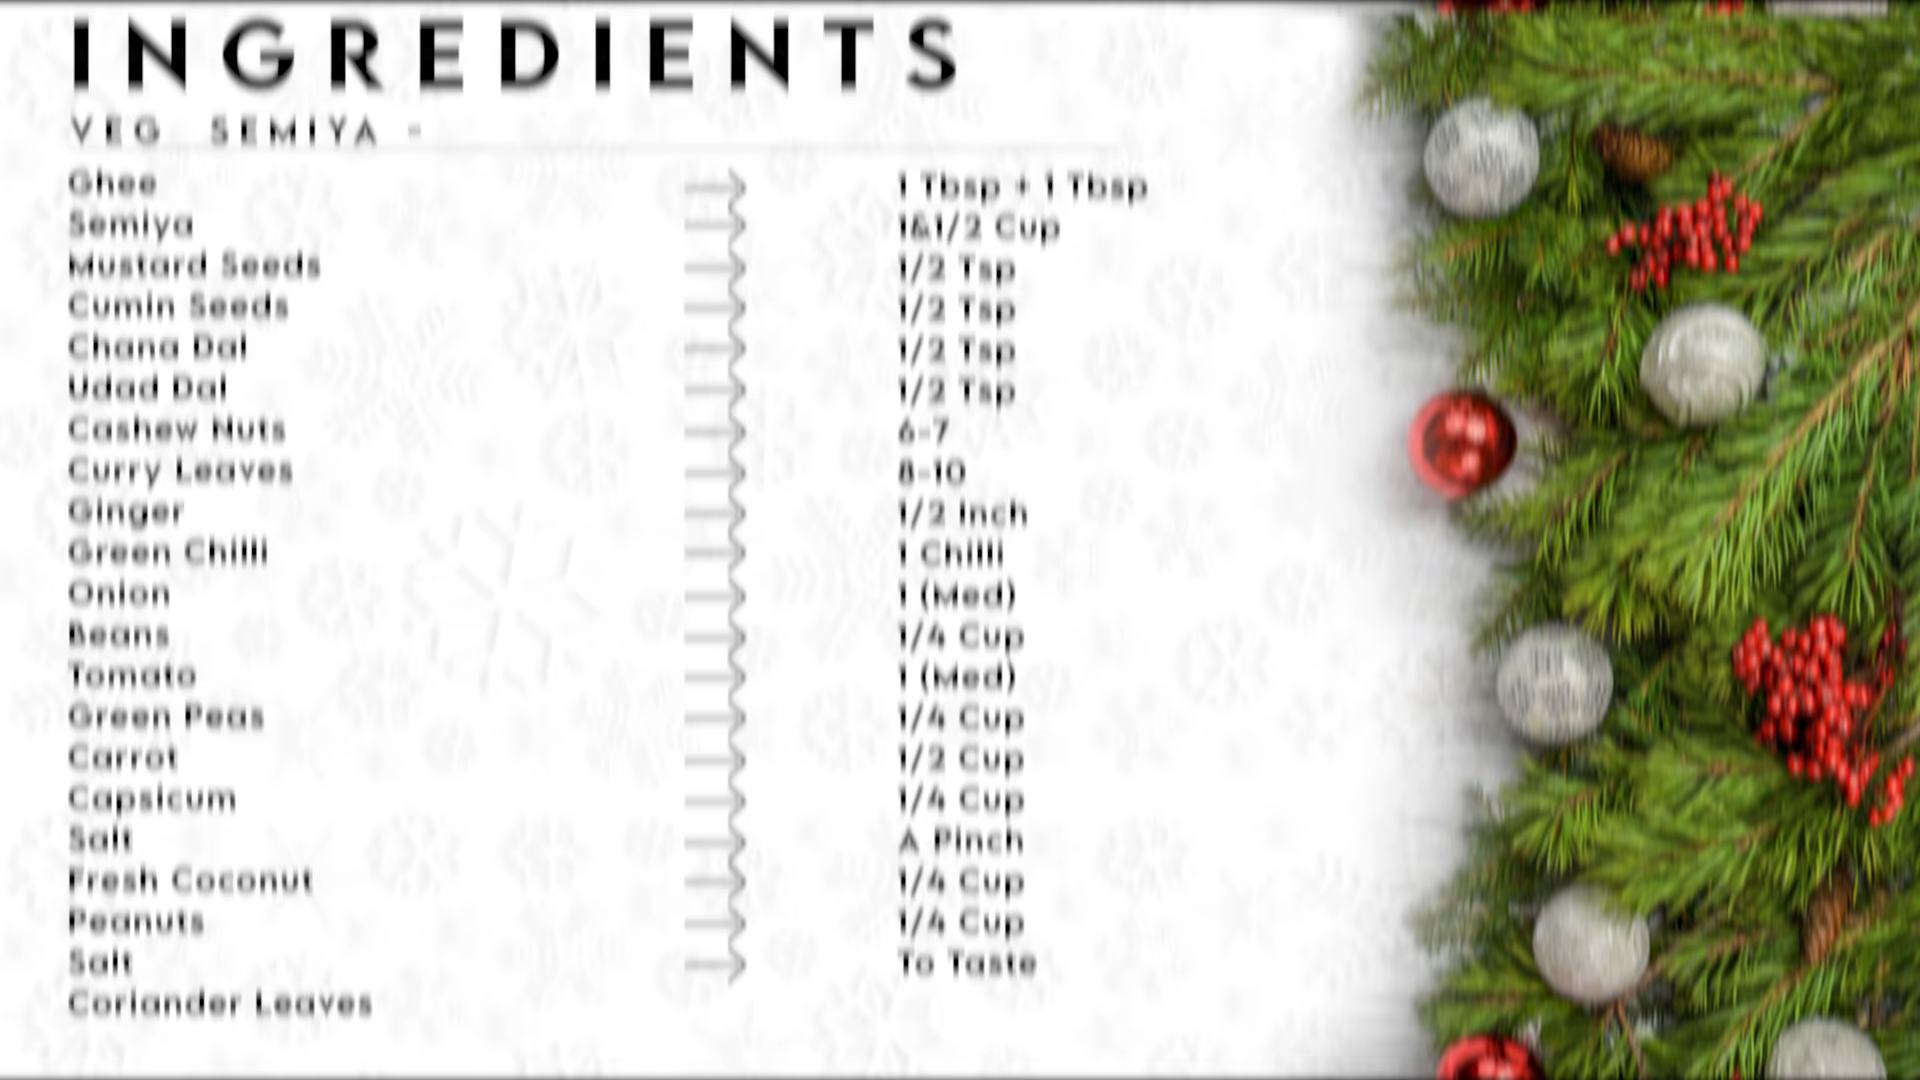 INGREDIENTS
VEG SEMIYA -
Ghee → 1 Tbsp + 1 Tbsp
Semiya → 1&1/2 Cup
Mustard Seeds → 1/2 Tsp
Cumin Seeds → 1/2 Tsp
Chana Dal → 1/2 Tsp
Udad Dal → 1/2 Tsp
Cashew Nuts → 6-7
Curry Leaves → 8-10
Ginger → 1/2 Inch
Green Chilli → 1 Chilli
Onion → 1 (Med)
Beans → 1/4 Cup
Tomato → 1 (Med)
Green Peas → 1/4 Cup
Carrot → 1/2 Cup
Capsicum → 1/4 Cup
Salt → A Pinch
Fresh Coconut → 1/4 Cup
Peanuts → 1/4 Cup
Salt → To Taste
Coriander Leaves